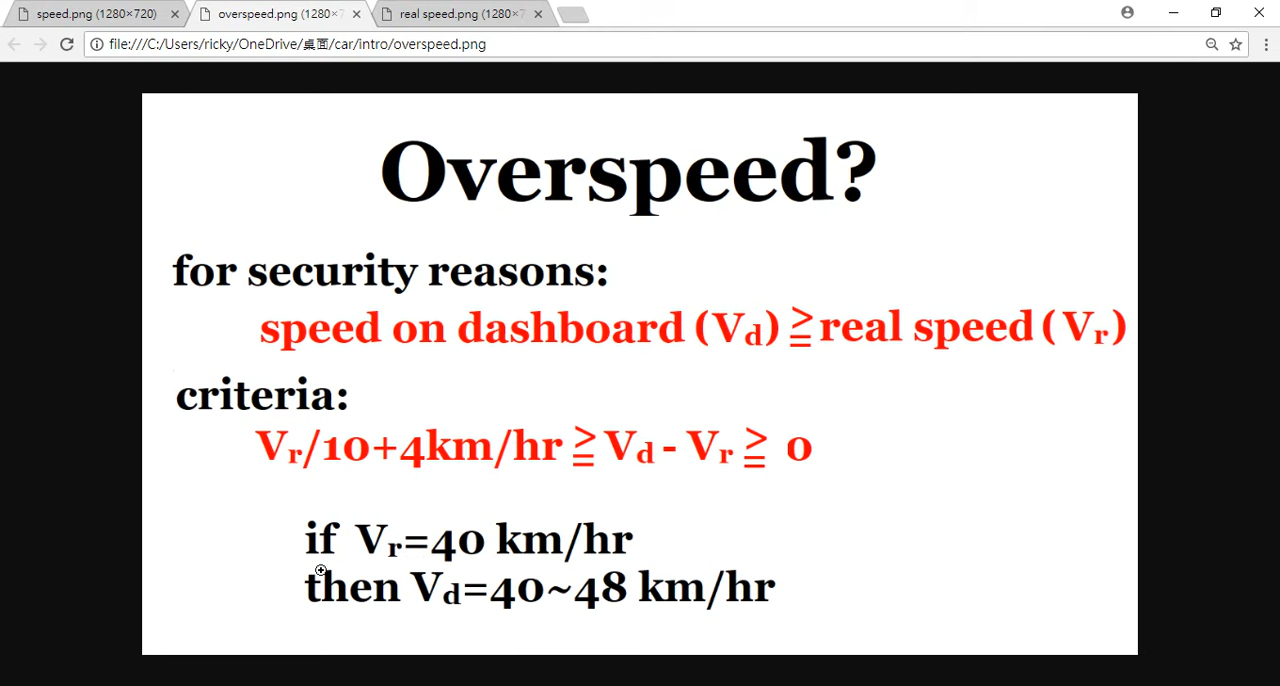 speed.png (1280×720)
overspeed.png (1280×7
real speed.png (1280×7
file:///C:/Users/ricky/OneDrive/桌面/car/intro/overspeed.png
Overspeed?
for security reasons:
speed on dashboard (Vd) ≧ real speed (Vr)
criteria:
Vr/10+4km/hr ≧ Vd - Vr ≧ 0
if Vr=40 km/hr
then Vd=40~48 km/hr